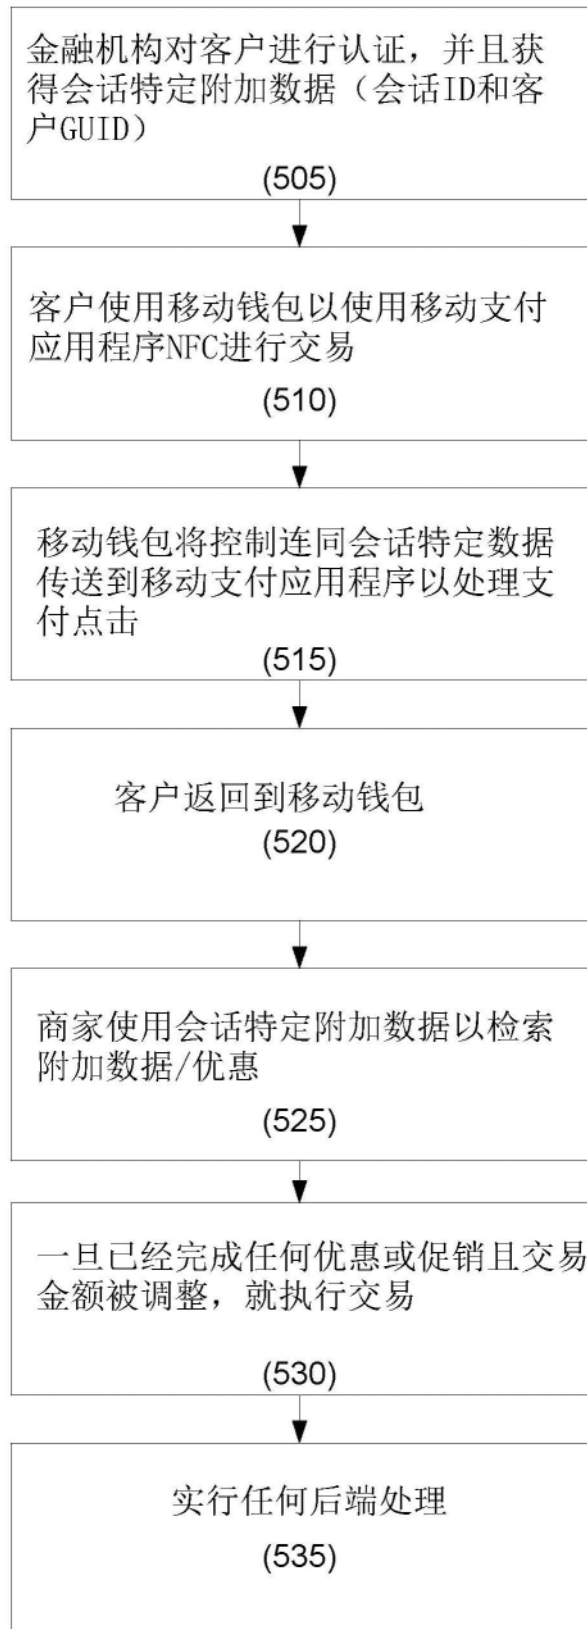 金融机构对客户进行认证，并且获
得会话特定附加数据（会话ID和客
户GUID）
(505)
客户使用移动钱包以使用移动支付
应用程序NFC进行交易
(510)
移动钱包将控制连同会话特定数据
传送到移动支付应用程序以处理支
付点击
(515)
客户返回到移动钱包
(520)
商家使用会话特定附加数据以检索
附加数据/优惠
(525)
一旦已经完成任何优惠或促销且交易
金额被调整，就执行交易
(530)
实行任何后端处理
(535)